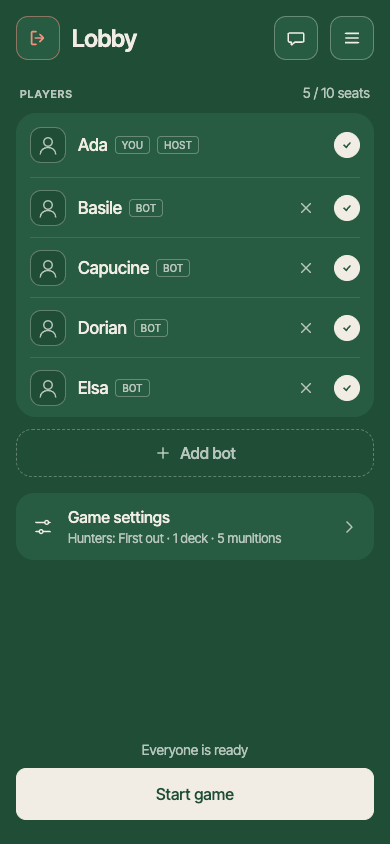 Lobby
PLAYERS 5 / 10 seats
Ada YOU HOST
Basile BOT
Capucine BOT
Dorian BOT
Elsa BOT
Add bot
Game settings
Hunters: First out · 1 deck · 5 munitions
Everyone is ready
Start game